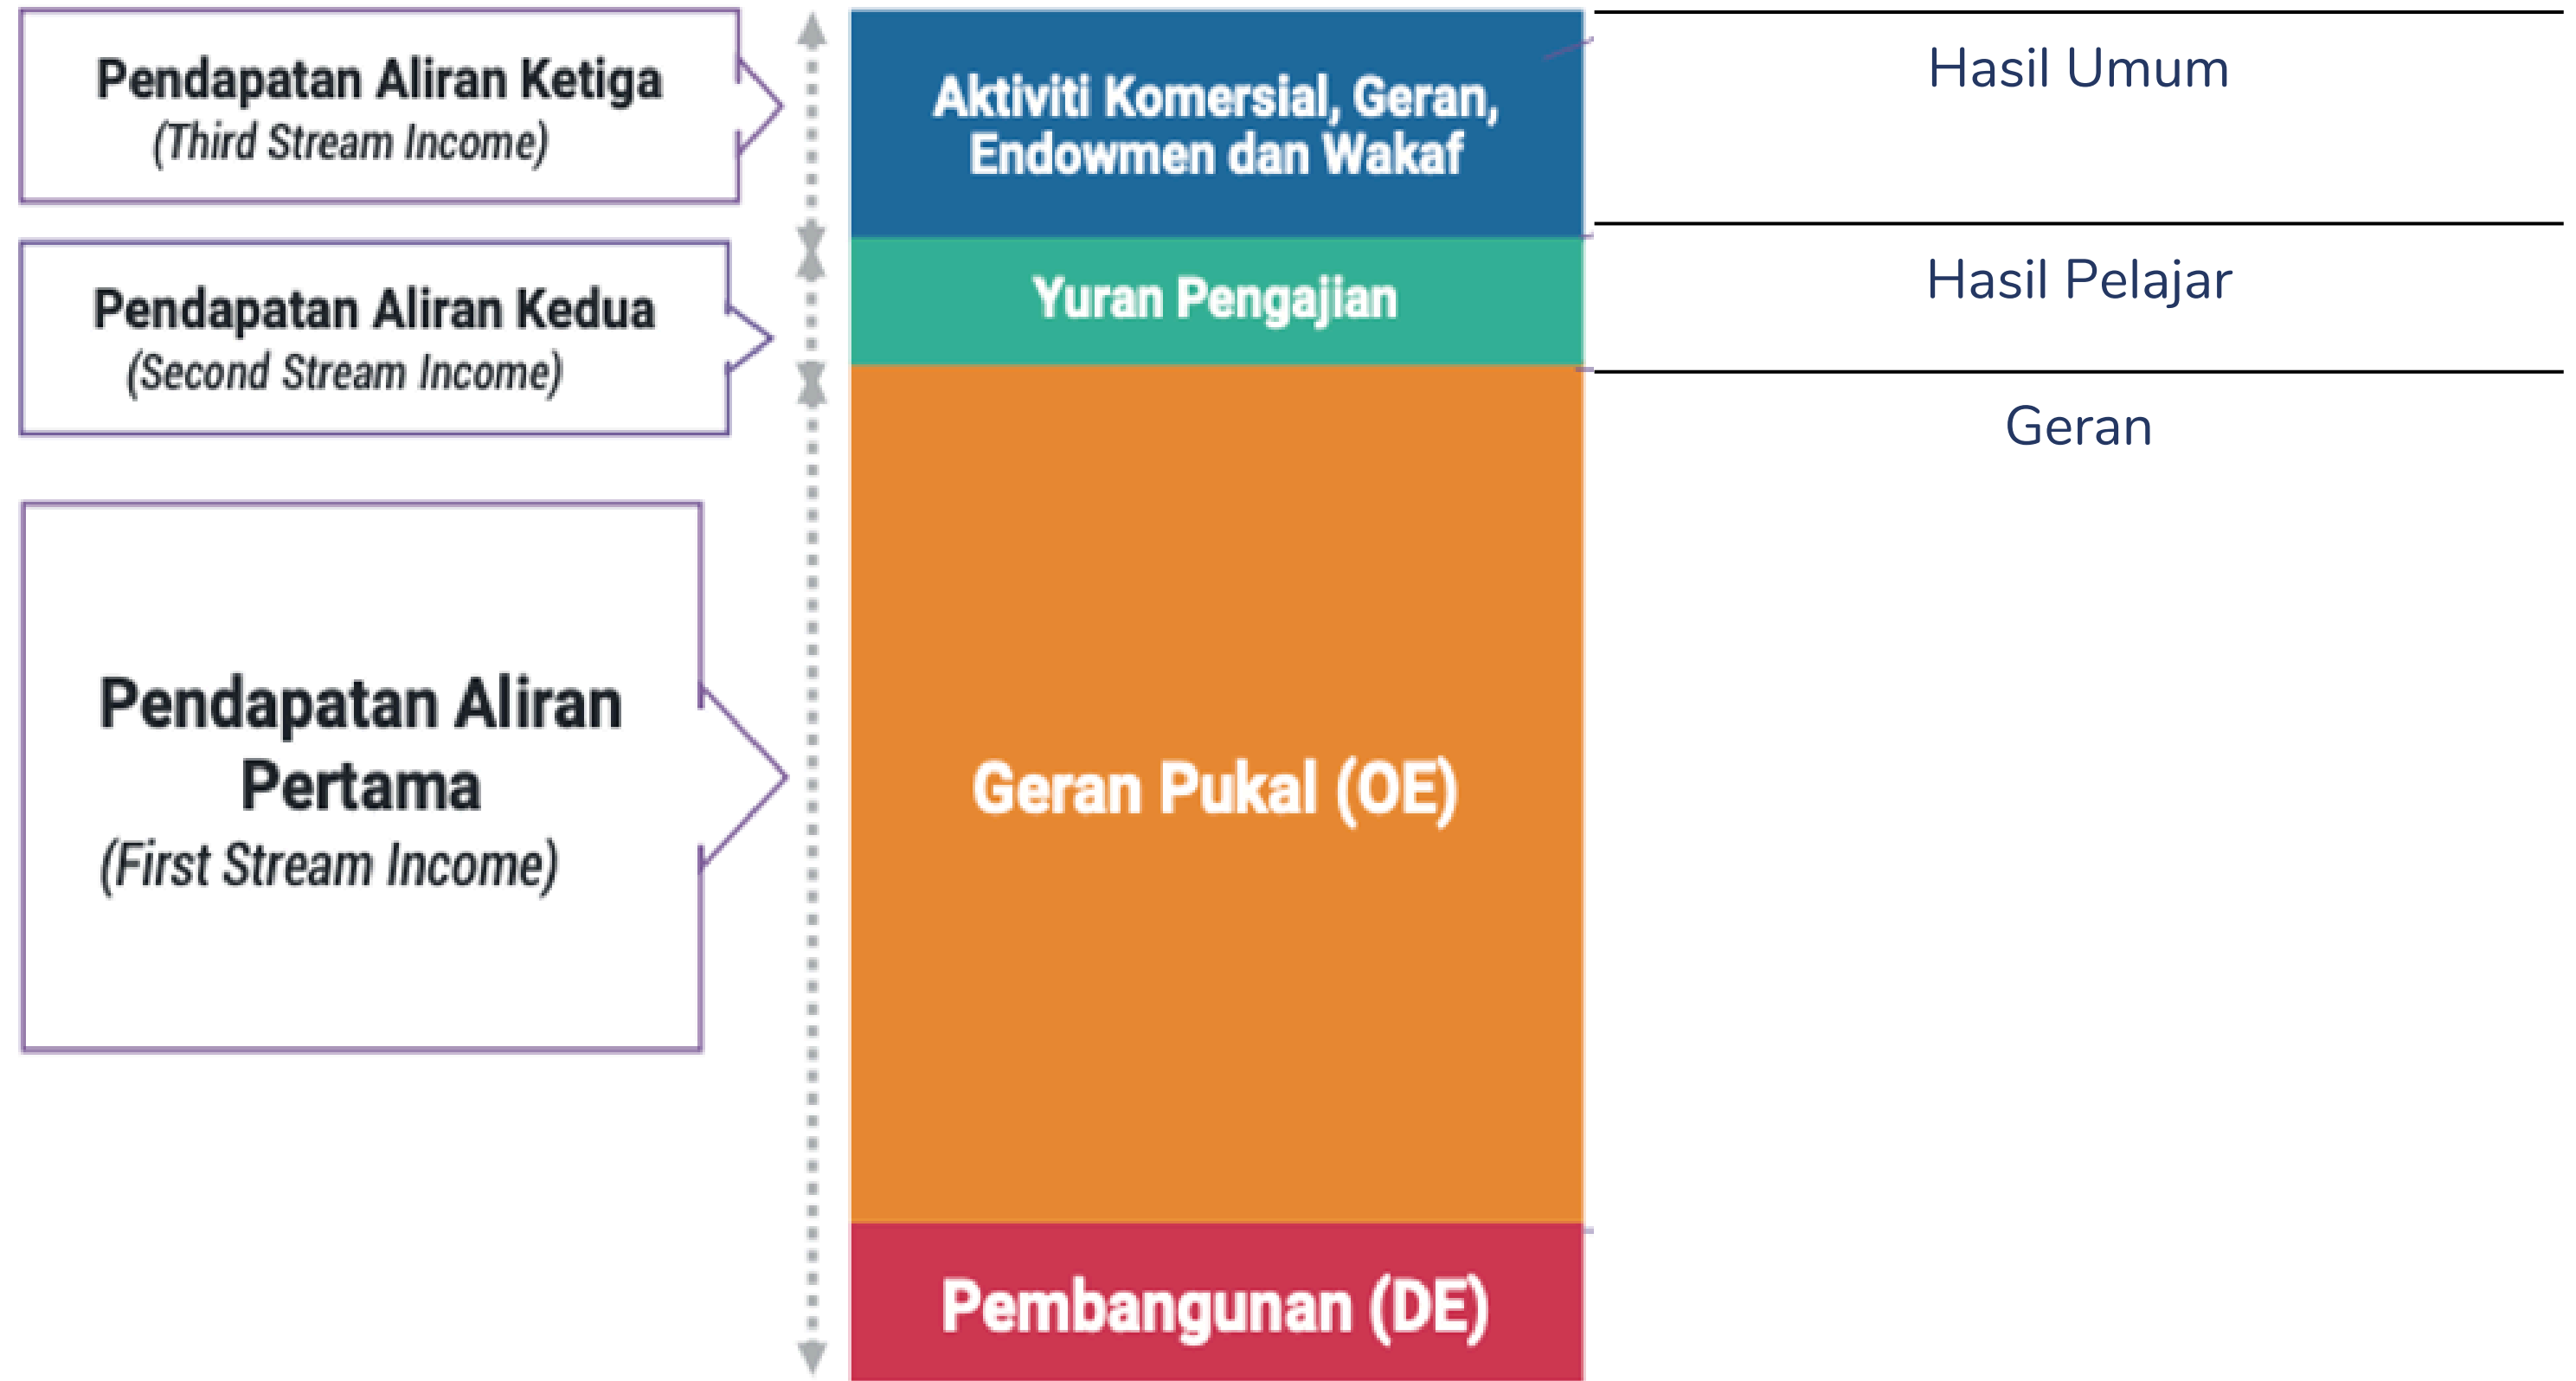 Pendapatan Aliran Ketiga
(Third Stream Income)
Aktiviti Komersial, Geran,
Endowmen dan Wakaf
Hasil Umum
Pendapatan Aliran Kedua
(Second Stream Income)
Yuran Pengajian
Hasil Pelajar
Geran
Pendapatan Aliran
Pertama
(First Stream Income)
Geran Pukal (OE)
Pembangunan (DE)